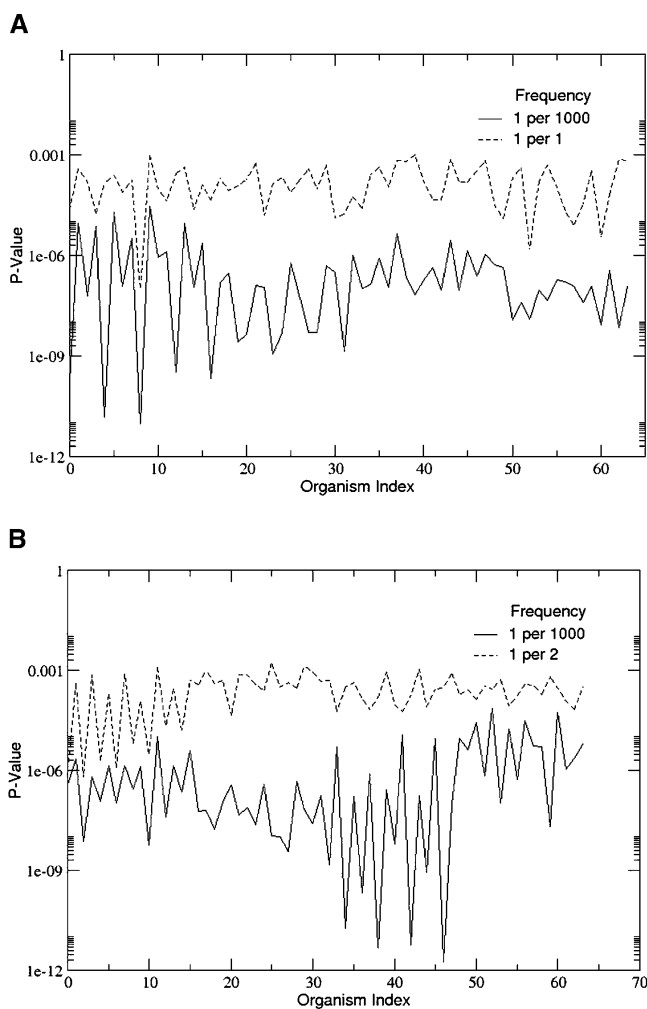 A
1
Frequency
1 per 1000
1 per 1
0.001
P-Value
1e-06
1e-09
1e-12
0 10 20 30 40 50 60
Organism Index
B
1
Frequency
1 per 1000
1 per 2
0.001
P-Value
1e-06
1e-09
1e-12
0 10 20 30 40 50 60 70
Organism Index